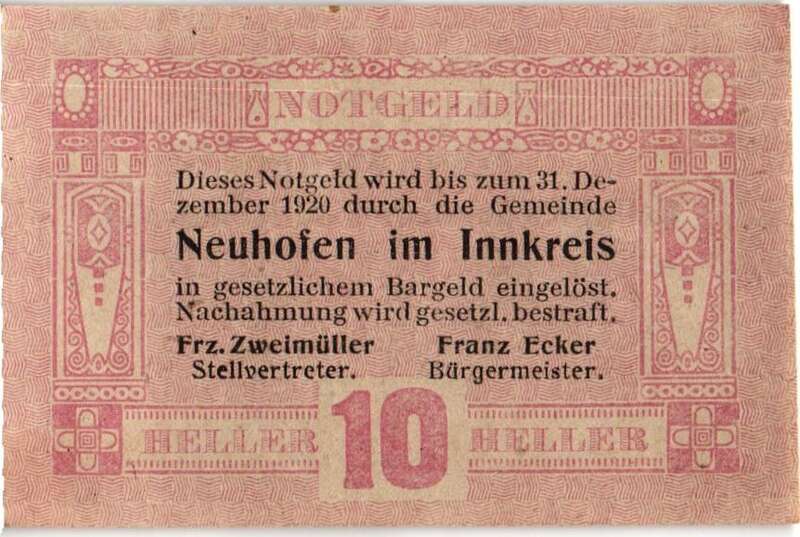 NOTGELD
Dieses Notgeld wird bis zum 31. De-
zember 1920 durch die Gemeinde
Neuhofen im Innkreis
in gesetzlichem Bargeld eingelöst.
Nachahmung wird gesetzl. bestraft.
Frz. Zweimüller Franz Ecker
Stellvertreter. Bürgermeister.
HELLER 10 HELLER